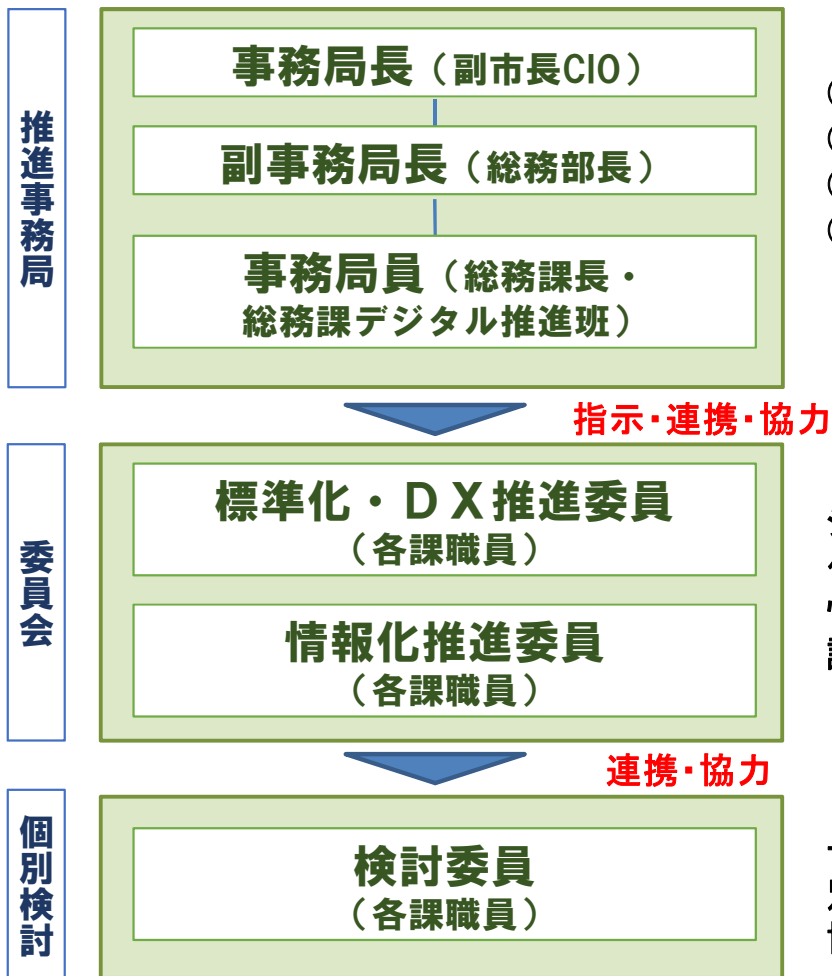 推進事務局
事務局長（副市長CIO）
副事務局長（総務部長）
事務局員（総務課長・
総務課デジタル推進班）
指示・連携・協力
委員会
標準化・ＤＸ推進委員
（各課職員）
情報化推進委員
（各課職員）
連携・協力
個別検討
検討委員
（各課職員）